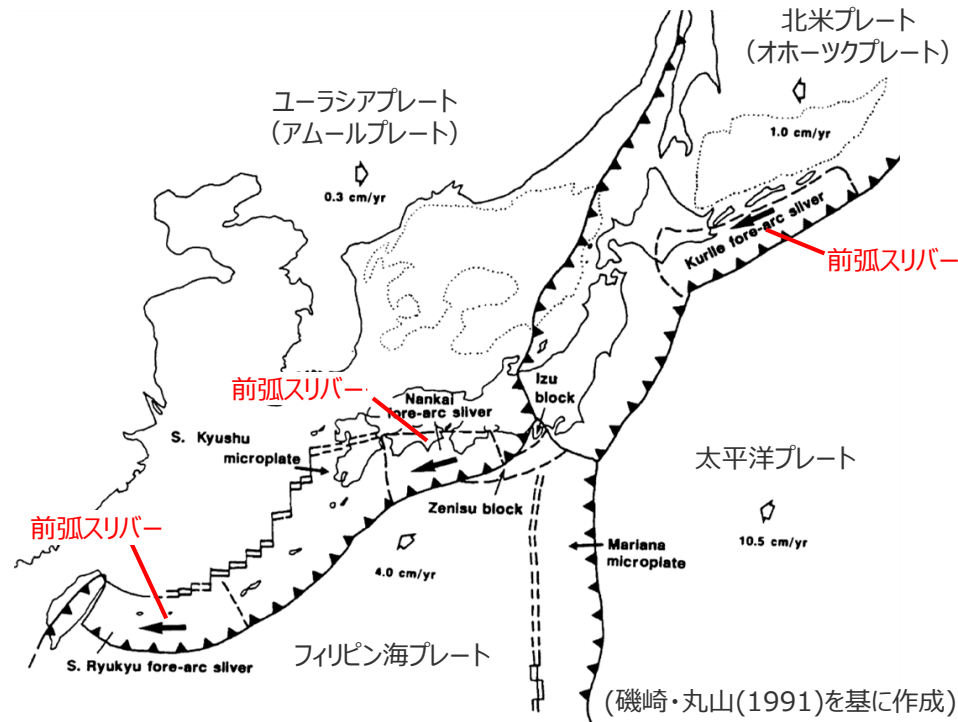 北米プレート
（オホーツクプレート）
1.0 cm/yr
ユーラシアプレート
（アムールプレート）
0.3 cm/yr
Kurile fore-arc sliver
前弧スリバー
前弧スリバー
Nankai
fore-arc sliver
Izu
block
S. Kyushu
microplate
Zenisu block
太平洋プレート
10.5 cm/yr
前弧スリバー
4.0 cm/yr
Mariana
microplate
S. Ryukyu fore-arc sliver
フィリピン海プレート
(磯崎・丸山(1991)を基に作成)